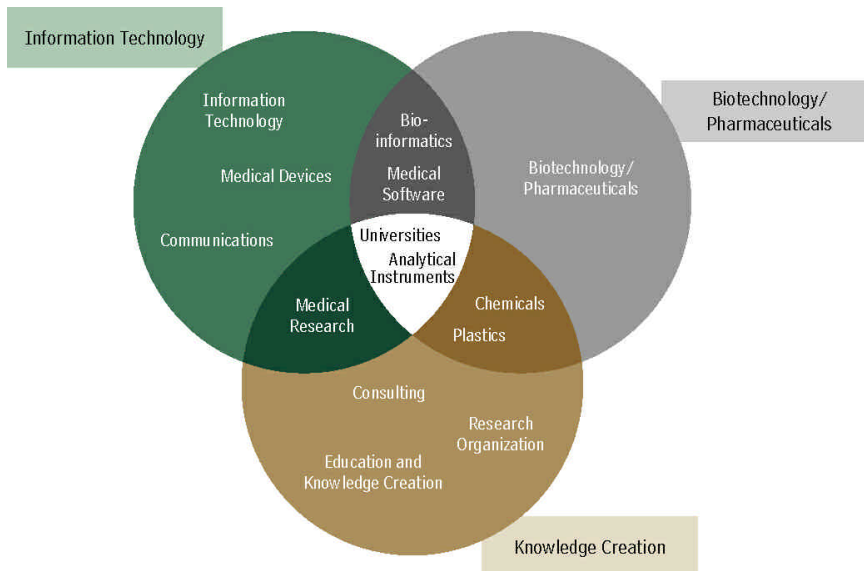 Information Technology
Biotechnology/
Pharmaceuticals
Information
Technology
Medical Devices
Communications
Bio-
informatics
Medical
Software
Biotechnology/
Pharmaceuticals
Universities
Analytical
Instruments
Medical
Research
Chemicals
Plastics
Consulting
Research
Organization
Education and
Knowledge Creation
Knowledge Creation